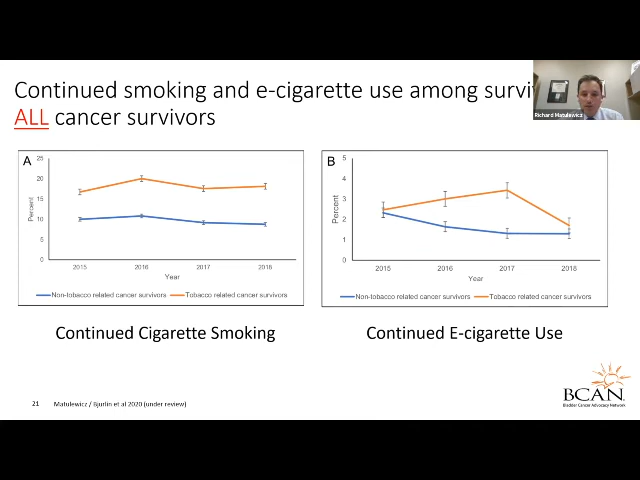 Continued smoking and e-cigarette use among
ALL cancer survivors
Richard Matulewicz
A
25
20
15
10
5
0
Percent
2015 2016 2017 2018
Year
Non-tobacco related cancer survivors Tobacco related cancer survivors
B
5
4
3
2
1
0
Percent
2015 2016 2017 2018
Year
Non-tobacco related cancer survivors Tobacco related cancer survivors
Continued Cigarette Smoking
Continued E-cigarette Use
21 Matulewicz / Bjurlin et al 2020 (under review)
BCAN
Bladder Cancer Advocacy Network